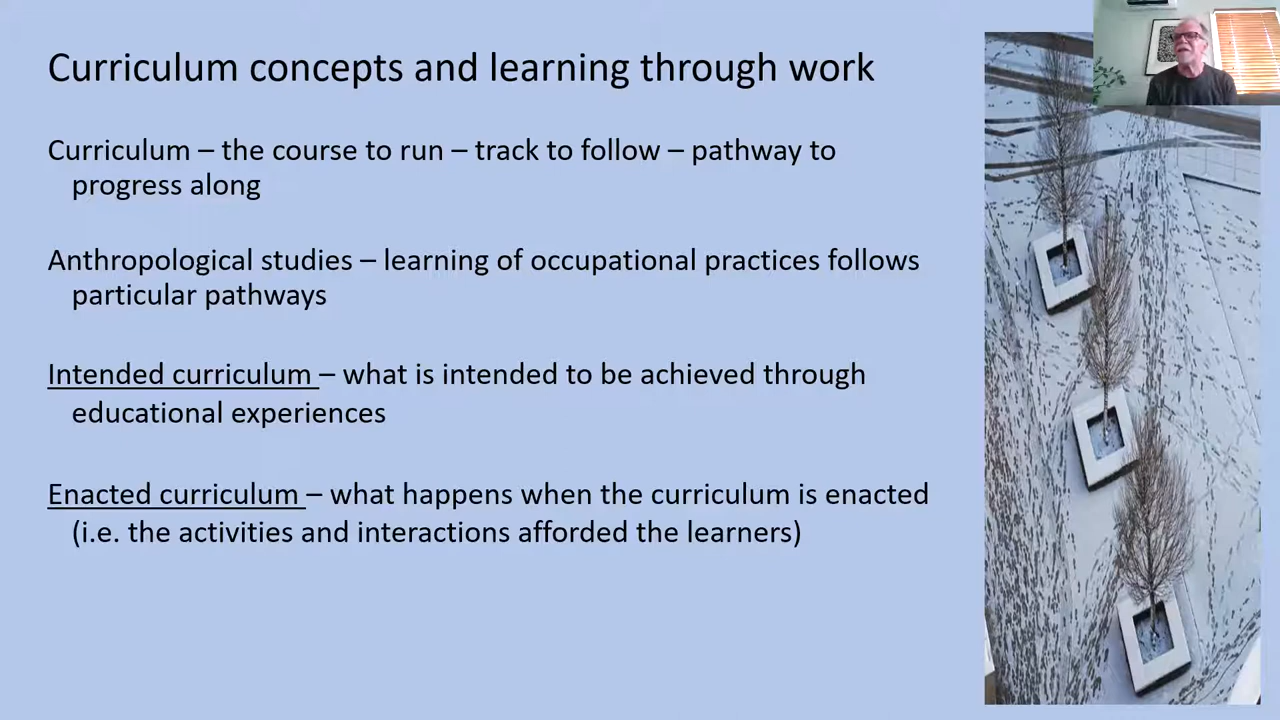 Curriculum concepts and learning through work
Curriculum – the course to run – track to follow – pathway to
progress along
Anthropological studies – learning of occupational practices follows
particular pathways
Intended curriculum – what is intended to be achieved through
educational experiences
Enacted curriculum – what happens when the curriculum is enacted
(i.e. the activities and interactions afforded the learners)